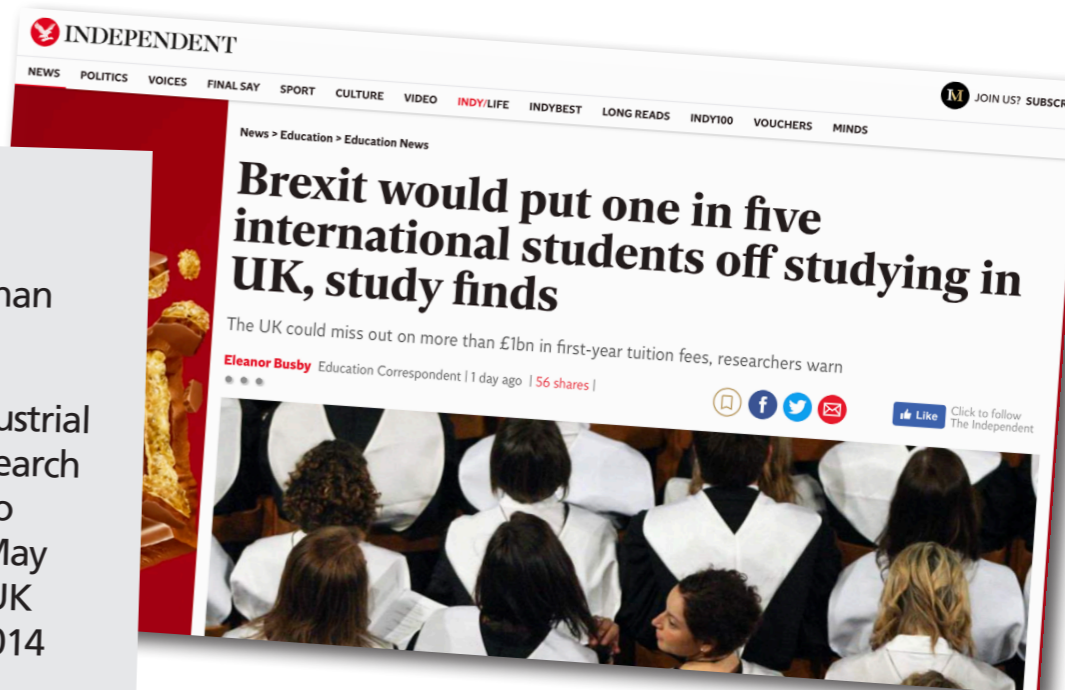 INDEPENDENT
NEWS POLITICS VOICES FINAL SAY SPORT CULTURE VIDEO INDY/LIFE INDYBEST LONG READS INDY100 VOUCHERS MINDS
M JOIN US? SUBSCR
News > Education > Education News
Brexit would put one in five
international students off studying in
UK, study finds
The UK could miss out on more than £1bn in first-year tuition fees, researchers warn
Eleanor Busby Education Correspondent | 1 day ago | 56 shares |
Like
Click to follow
The Independent
ustrial
earch
May
UK
014